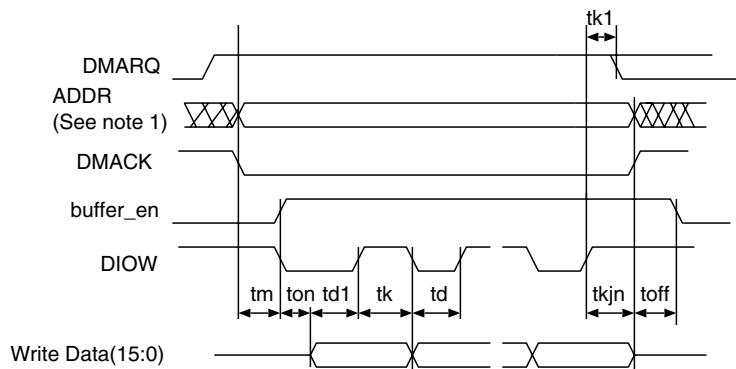 tk1
DMARQ
ADDR
(See note 1)
DMACK
buffer_en
DIOW
tm ton td1 tk td tkjn toff
Write Data(15:0)